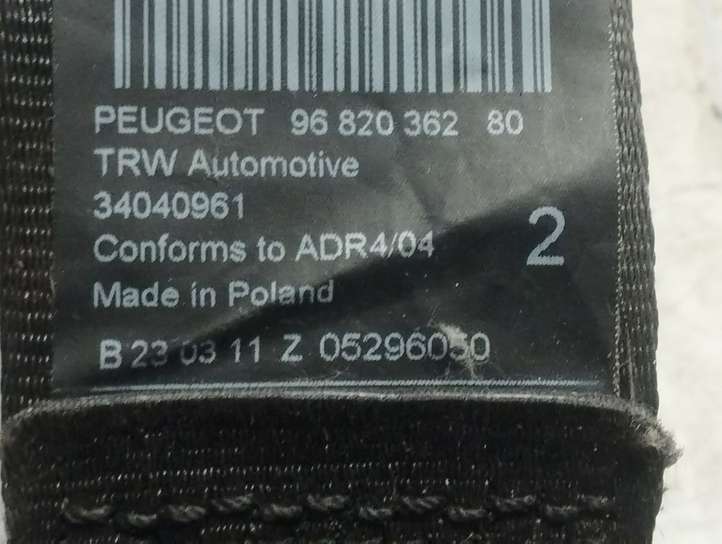 PEUGEOT 96 820 362 80
TRW Automotive
34040961
Conforms to ADR4/04
2
Made in Poland
B 23 03 11 Z 05296050